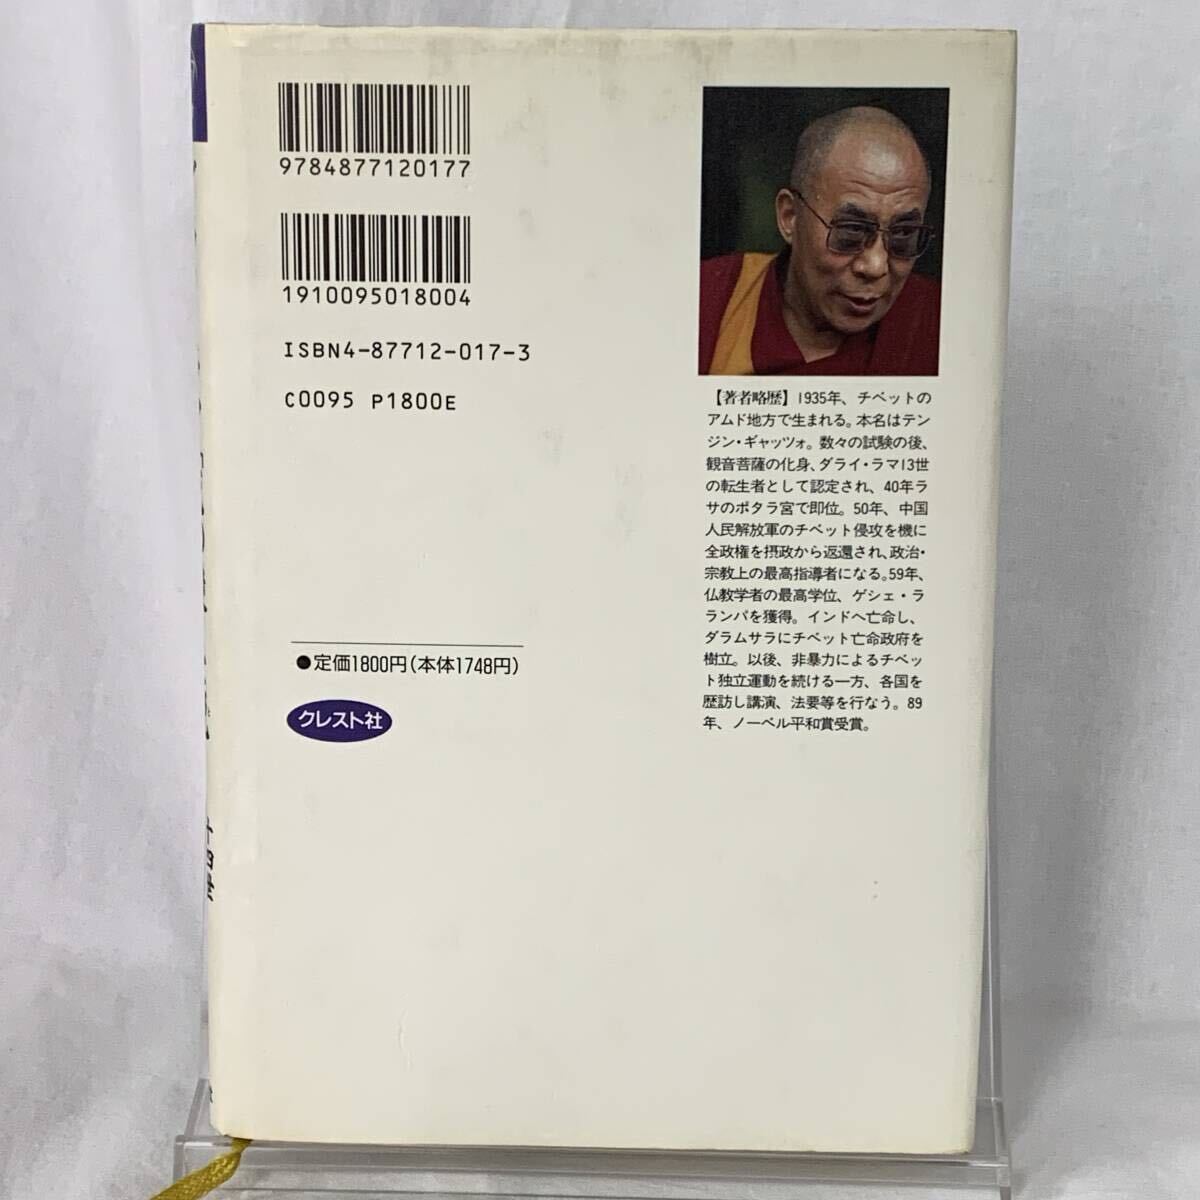 9784877120177
1910095018004
ISBN4-87712-017-3
C0095 P1800E
●定価1800円(本体1748円)
クレスト社
【著者略歴】1935年、チベットの
アムド地方で生まれる。本名はテン
ジン・ギャッツォ。数々の試験の後、
観音菩薩の化身、ダライ・ラマ13世
の転生者として認定され、40年ラ
サのポタラ宮で即位。50年、中国
人民解放軍のチベット侵攻を機に
全政権を摂政から返還され、政治・
宗教上の最高指導者になる。59年、
仏教学者の最高学位、ゲシェ・ラ
ランパを獲得。インドへ亡命し、
ダラムサラにチベット亡命政府を
樹立。以後、非暴力によるチベッ
ト独立運動を続ける一方、各国を
歴訪し講演、法要等を行なう。89
年、ノーベル平和賞受賞。